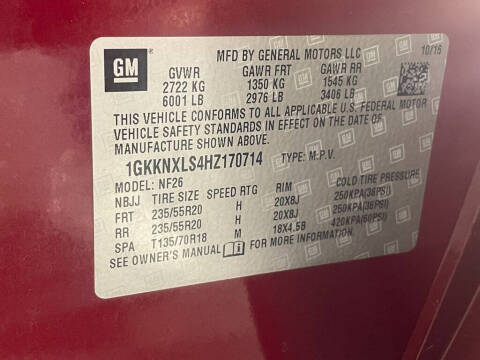 GM
MFD BY GENERAL MOTORS LLC
10/16
GVWR GAWR FRT GAWR RR
2722 KG 1350 KG 1545 KG
6001 LB 2976 LB 3406 LB
THIS VEHICLE CONFORMS TO ALL APPLICABLE U.S. FEDERAL MOTOR
VEHICLE SAFETY STANDARDS IN EFFECT ON THE DATE OF
MANUFACTURE SHOWN ABOVE.
1GKKNXLS4HZ170714 TYPE: M.P.V.
MODEL: NF26
NBJJ TIRE SIZE SPEED RTG RIM COLD TIRE PRESSURE
FRT 235/55R20 H 20X8J 250KPA(36PSI)
RR 235/55R20 H 20X8J 250KPA(36PSI)
SPA T135/70R18 M 18X4.5B 420KPA(60PSI)
SEE OWNER'S MANUAL FOR MORE INFORMATION.